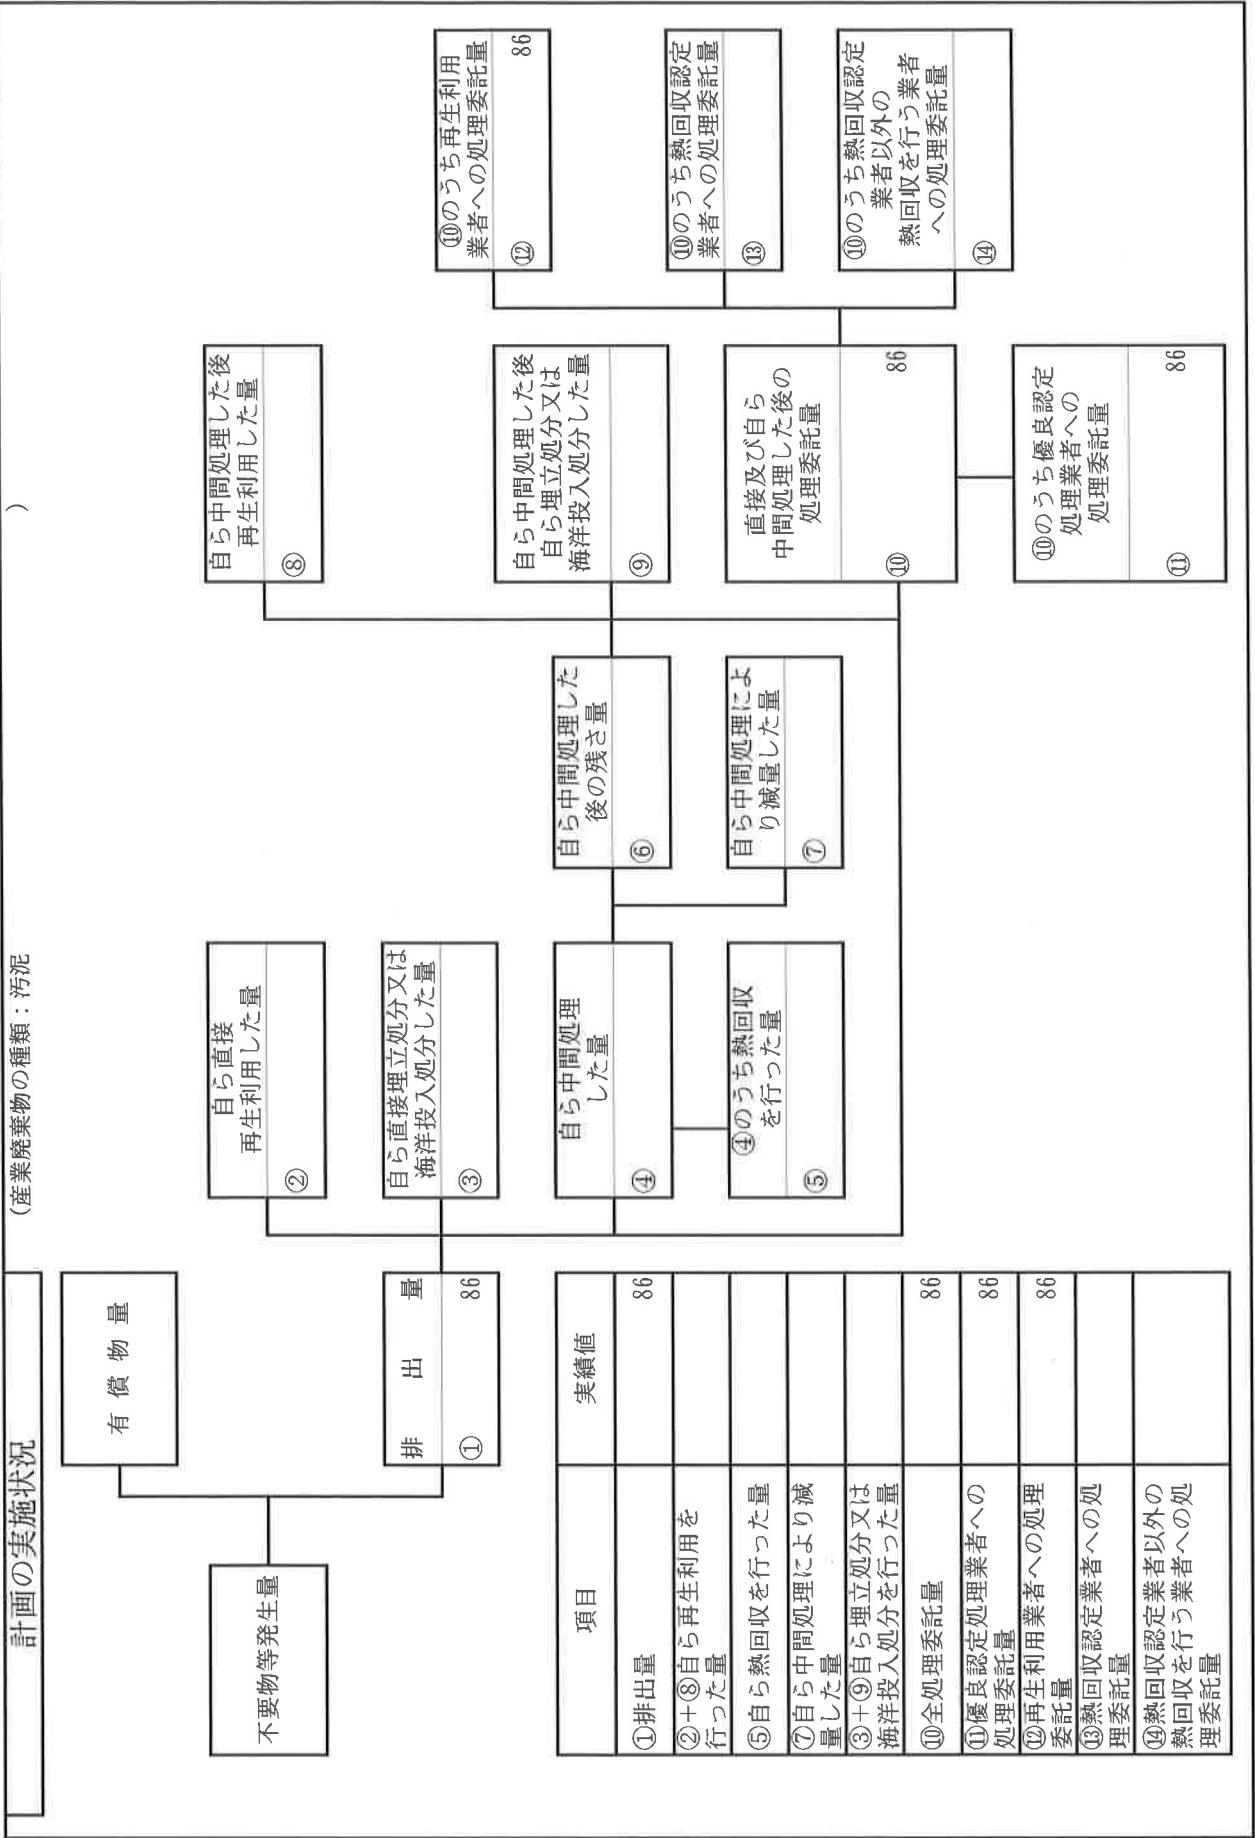 計画の実施状況
(産業廃棄物の種類：汚泥
)
不要物等発生量
有償物量
排出量
① 86
自ら直接
再生利用した量
②
自ら直接埋立処分又は
海洋投入処分した量
③
自ら中間処理
した量
④
④のうち熱回収
を行った量
⑤
自ら中間処理した
後の残さ量
⑥
自ら中間処理によ
り減量した量
⑦
自ら中間処理した後
再生利用した量
⑧
自ら中間処理した後
自ら埋立処分又は
海洋投入処分した量
⑨
直接及び自ら
中間処理した後の
処理委託量
⑩ 86
⑩のうち優良認定
処理業者への
処理委託量
⑪ 86
⑩のうち再生利用
業者への処理委託量
⑫ 86
⑩のうち熱回収認定
業者への処理委託量
⑬
⑩のうち熱回収認定
業者以外の
熱回収を行う業者
への処理委託量
⑭
項目 実績値
①排出量 86
②＋⑧自ら再生利用を
行った量
⑤自ら熱回収を行った量
⑦自ら中間処理により減
量した量
③＋⑨自ら埋立処分又は
海洋投入処分を行った量
⑩全処理委託量 86
⑪優良認定処理業者への
処理委託量 86
⑫再生利用業者への処理
委託量 86
⑬熱回収認定業者への処
理委託量
⑭熱回収認定業者以外の
熱回収を行う業者への処
理委託量